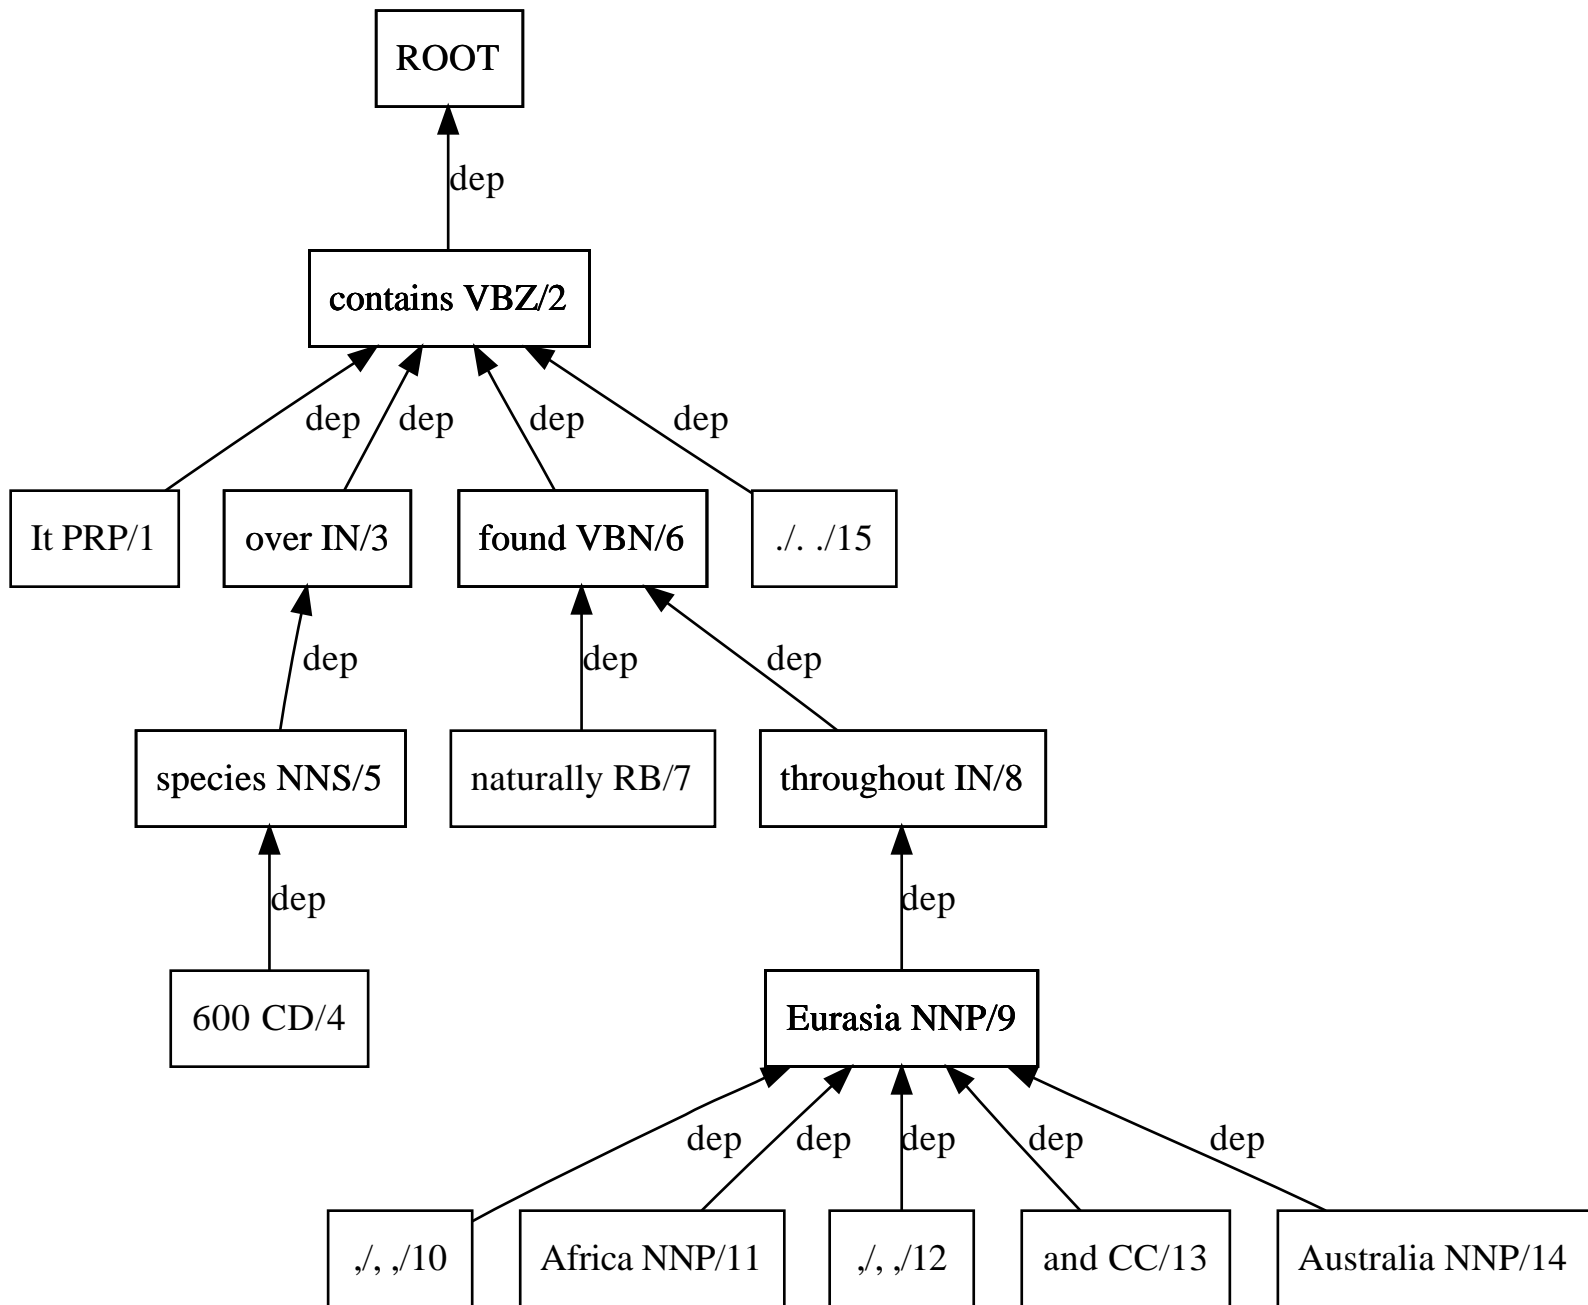 ROOT
dep
contains VBZ/2
dep dep dep dep
It PRP/1 over IN/3 found VBN/6 ./. ./15
dep dep dep
species NNS/5 naturally RB/7 throughout IN/8
dep dep
600 CD/4 Eurasia NNP/9
dep dep dep dep dep
,/, ,/10 Africa NNP/11 ,/, ,/12 and CC/13 Australia NNP/14